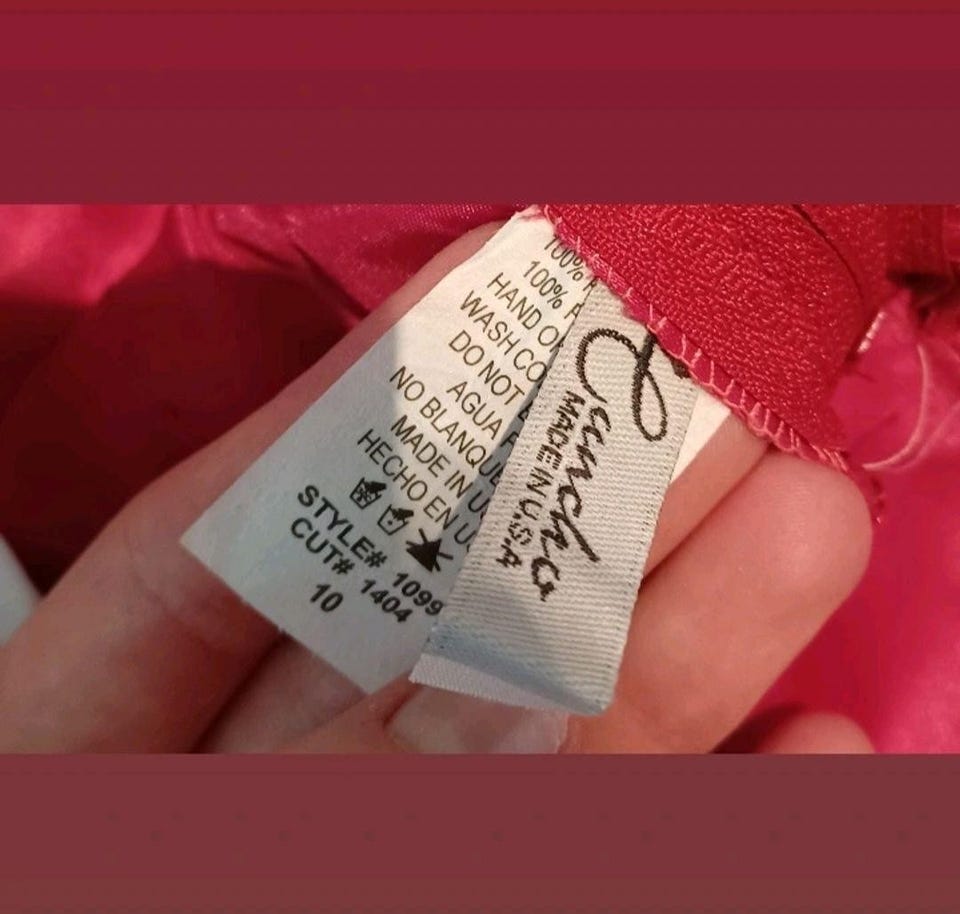 100%
100%
HAND
WASH
DO NOT
AGUA
NO BLANQUE
MADE IN U
HECHO EN U
STYLE# 1099
CUT# 1404
10
MADE IN U.S.A